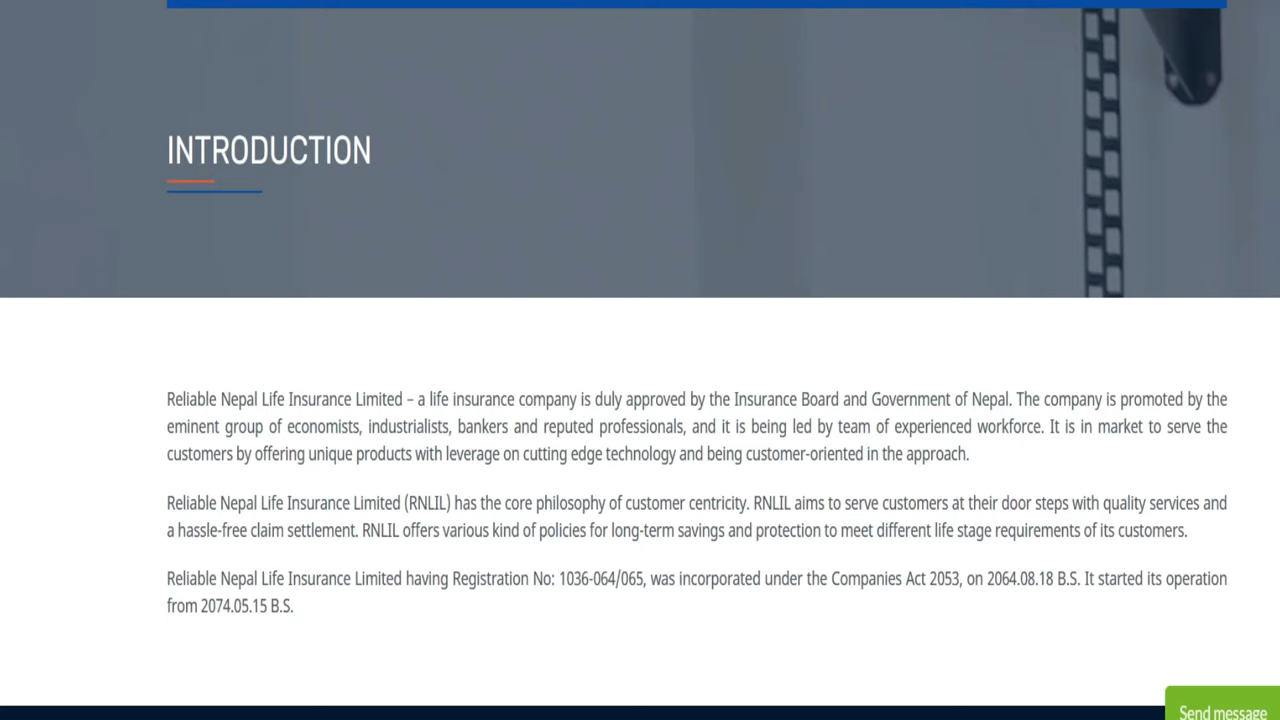 INTRODUCTION
Reliable Nepal Life Insurance Limited – a life insurance company is duly approved by the Insurance Board and Government of Nepal. The company is promoted by the
eminent group of economists, industrialists, bankers and reputed professionals, and it is being led by team of experienced workforce. It is in market to serve the
customers by offering unique products with leverage on cutting edge technology and being customer-oriented in the approach.
Reliable Nepal Life Insurance Limited (RNLIL) has the core philosophy of customer centricity. RNLIL aims to serve customers at their door steps with quality services and
a hassle-free claim settlement. RNLIL offers various kind of policies for long-term savings and protection to meet different life stage requirements of its customers.
Reliable Nepal Life Insurance Limited having Registration No: 1036-064/065, was incorporated under the Companies Act 2053, on 2064.08.18 B.S. It started its operation
from 2074.05.15 B.S.
Send message